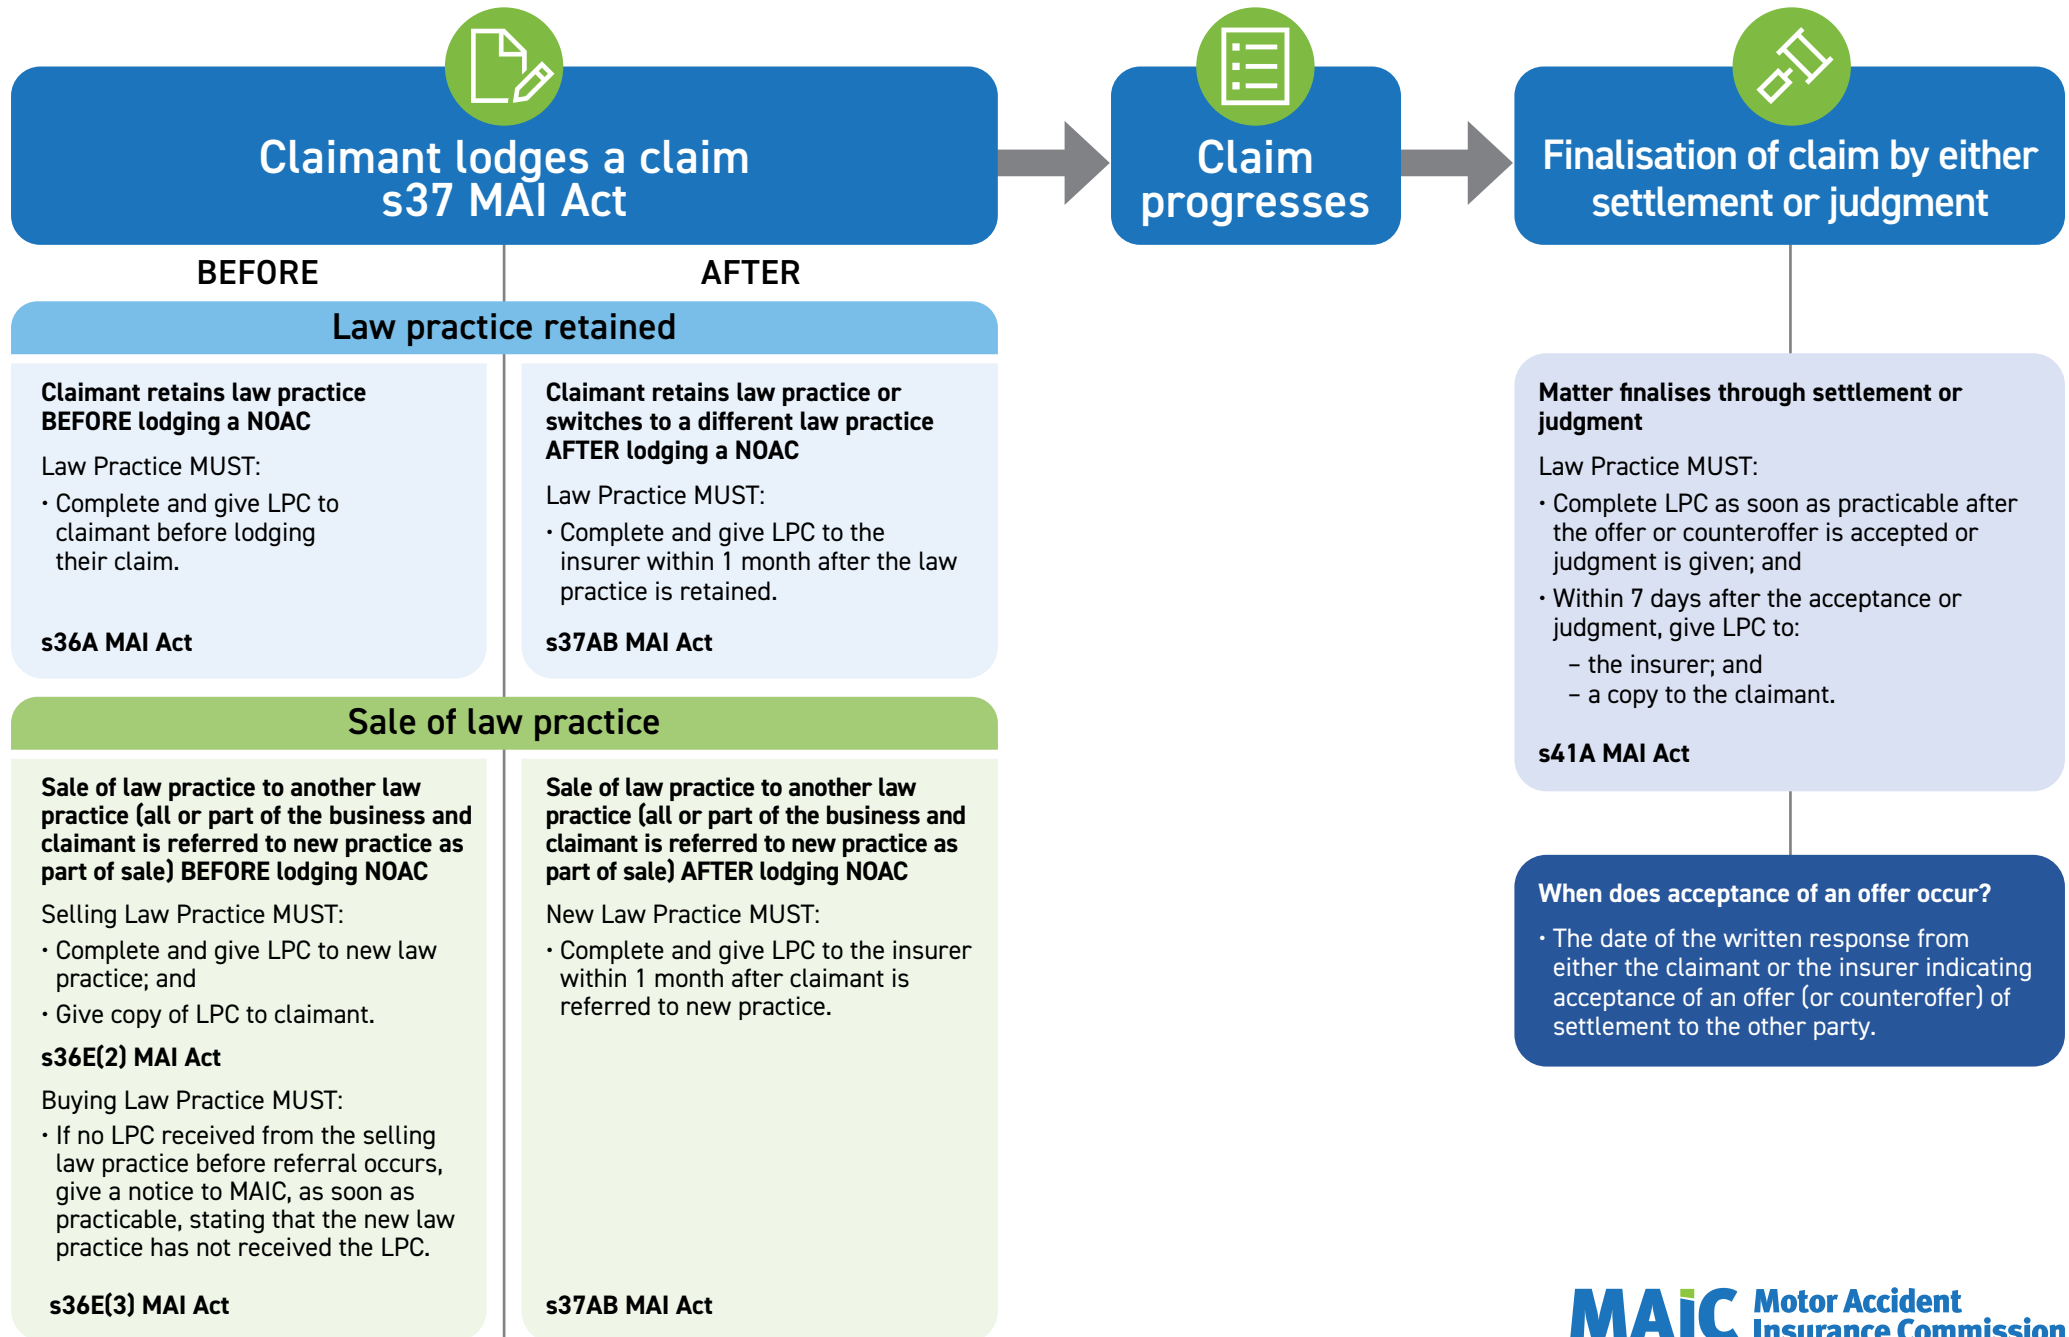 Claimant lodges a claim
s37 MAI Act
Claim
progresses
Finalisation of claim by either
settlement or judgment
BEFORE
AFTER
Law practice retained
Claimant retains law practice
BEFORE lodging a NOAC
Law Practice MUST:
· Complete and give LPC to
claimant before lodging
their claim.
s36A MAI Act
Claimant retains law practice or
switches to a different law practice
AFTER lodging a NOAC
Law Practice MUST:
· Complete and give LPC to the
insurer within 1 month after the law
practice is retained.
s37AB MAI Act
Sale of law practice
Sale of law practice to another law
practice (all or part of the business and
claimant is referred to new practice as
part of sale) BEFORE lodging NOAC
Selling Law Practice MUST:
· Complete and give LPC to new law
practice; and
· Give copy of LPC to claimant.
s36E(2) MAI Act
Buying Law Practice MUST:
· If no LPC received from the selling
law practice before referral occurs,
give a notice to MAIC, as soon as
practicable, stating that the new law
practice has not received the LPC.
s36E(3) MAI Act
Sale of law practice to another law
practice (all or part of the business and
claimant is referred to new practice as
part of sale) AFTER lodging NOAC
New Law Practice MUST:
· Complete and give LPC to the insurer
within 1 month after claimant is
referred to new practice.
s37AB MAI Act
Matter finalises through settlement or
judgment
Law Practice MUST:
· Complete LPC as soon as practicable after
the offer or counteroffer is accepted or
judgment is given; and
· Within 7 days after the acceptance or
judgment, give LPC to:
– the insurer; and
– a copy to the claimant.
s41A MAI Act
When does acceptance of an offer occur?
· The date of the written response from
either the claimant or the insurer indicating
acceptance of an offer (or counteroffer) of
settlement to the other party.
MAiC
Motor Accident
Insurance Commission